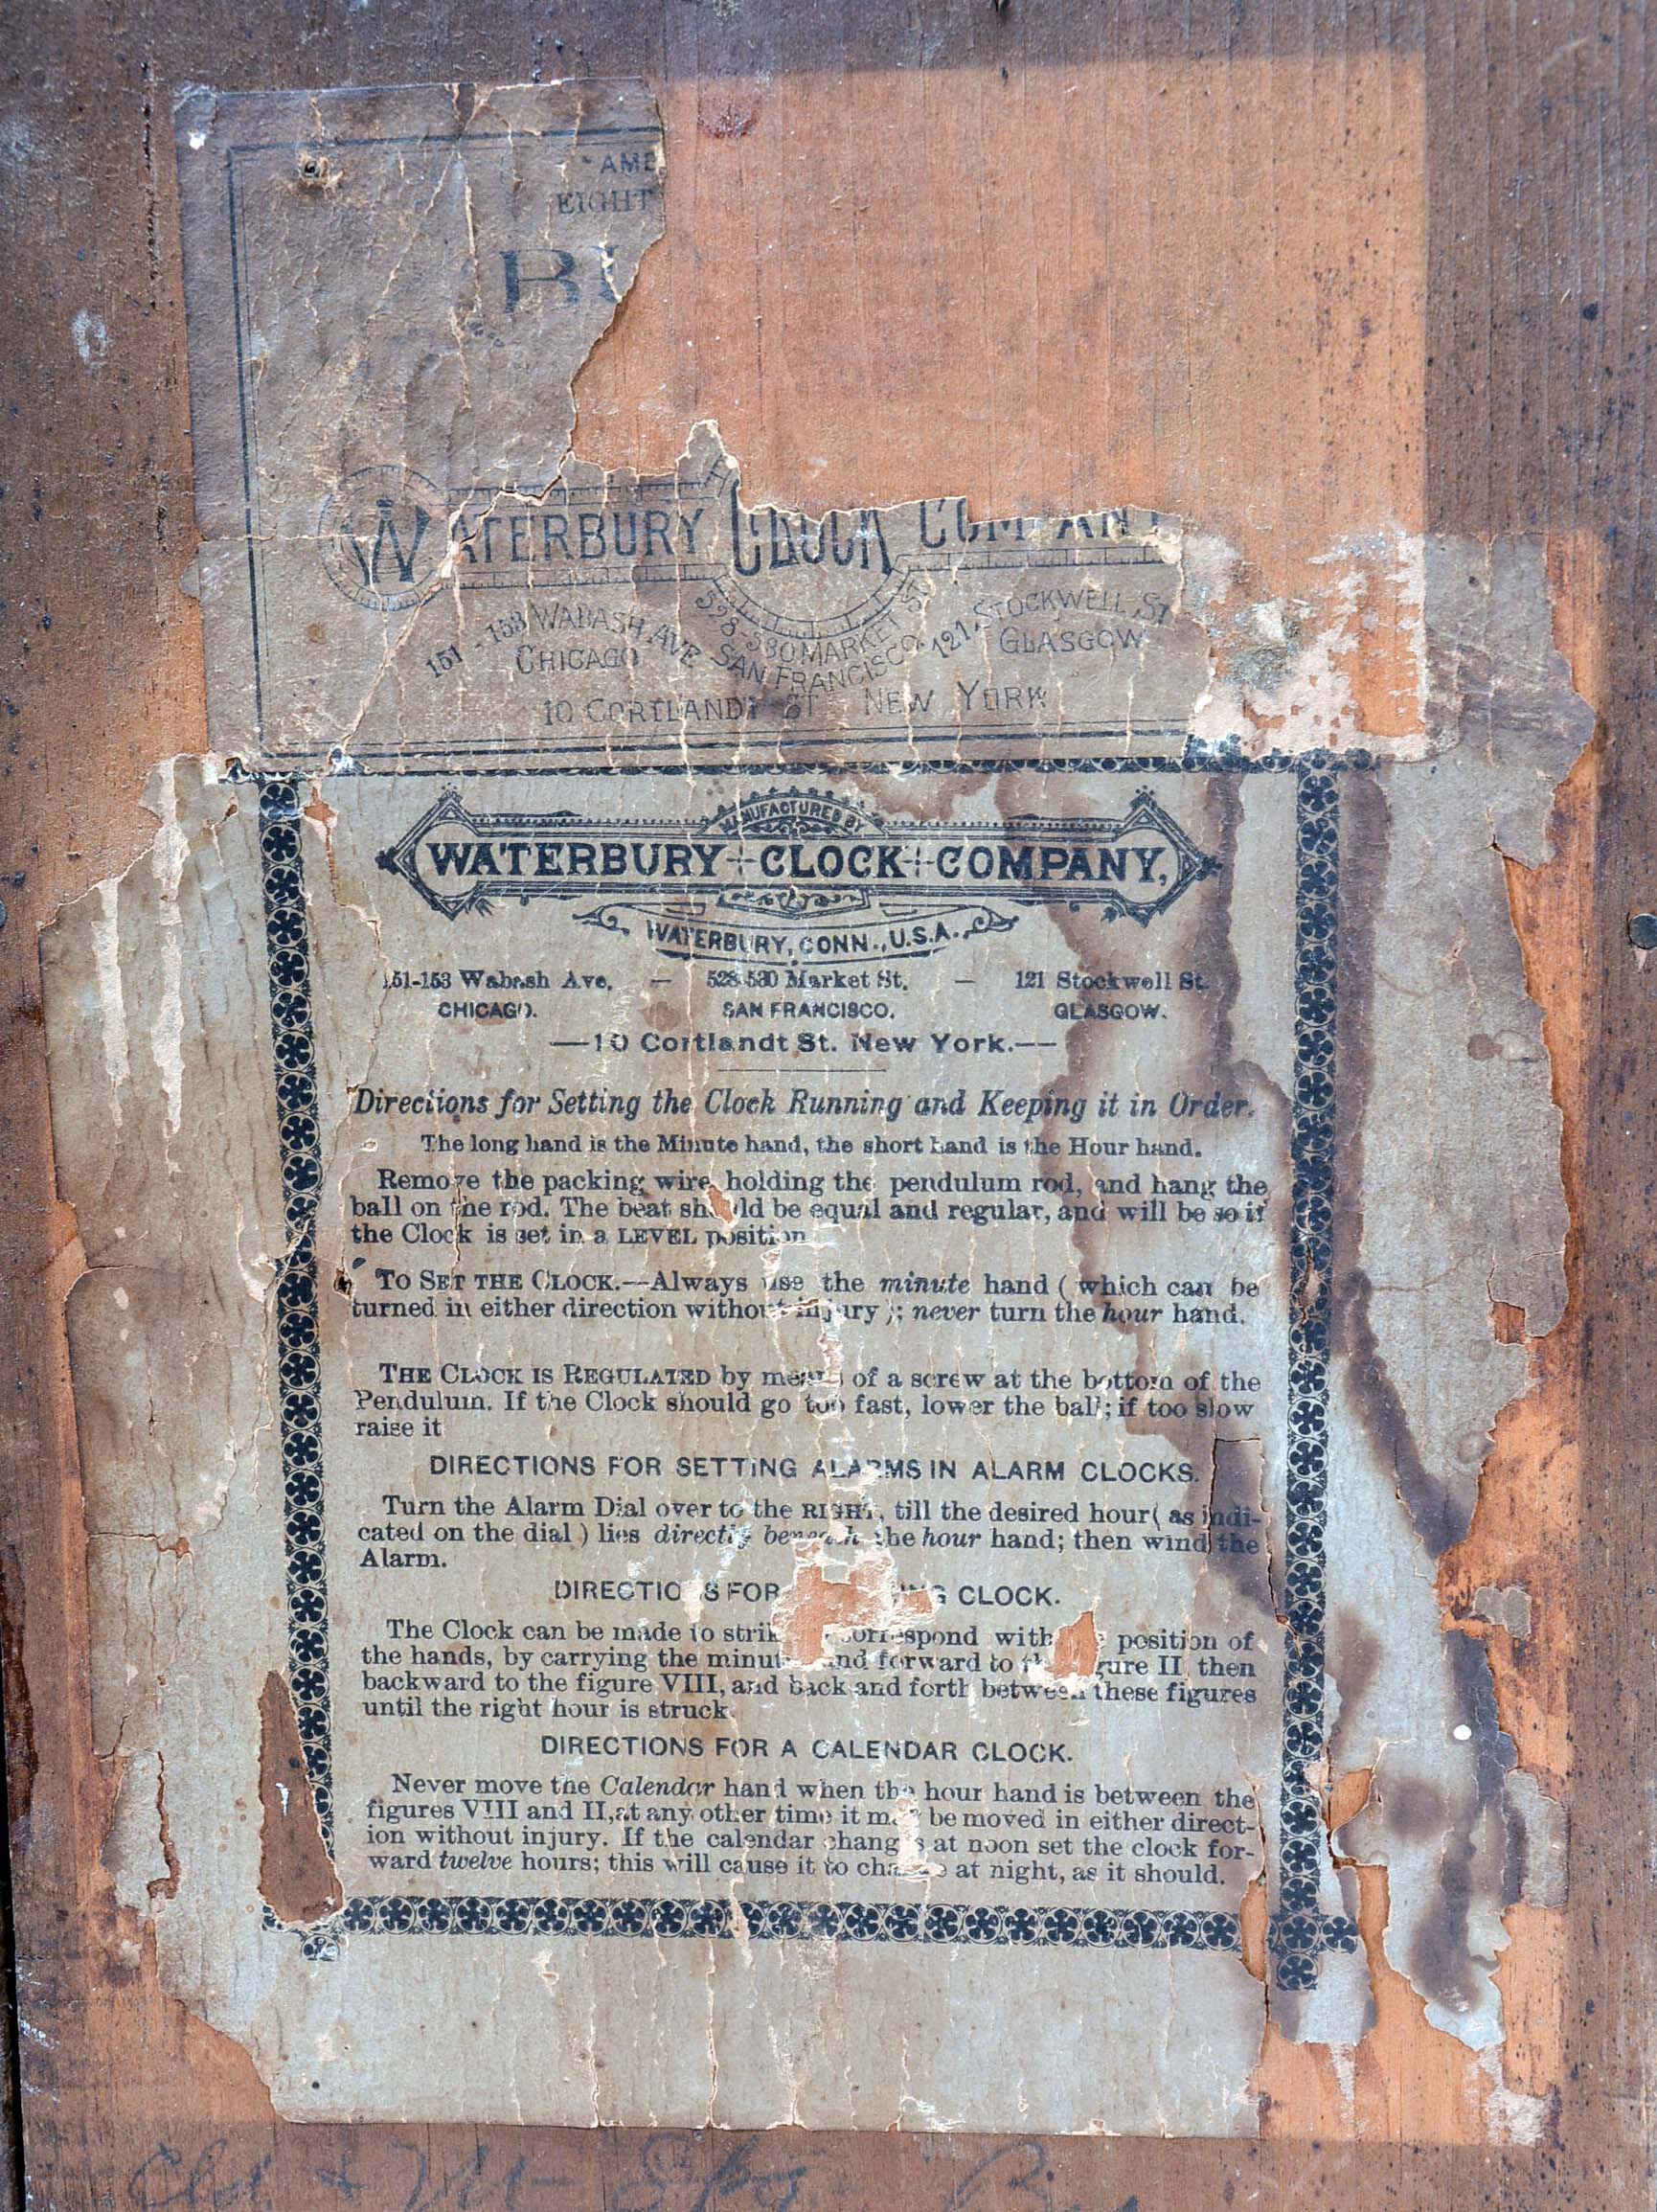 AME
EIGHT
BU
WATERBURY CLOCK COMPANY
151-153 WABASH AVE
CHICAGO
528-530 MARKET ST
SAN FRANCISCO
121 STOCKWELL ST
GLASGOW
10 CORTLANDT ST NEW YORK
MANUFACTURED BY
WATERBURY CLOCK COMPANY,
WATERBURY, CONN., U.S.A.
151-153 Wabash Ave. — 528-530 Market St. — 121 Stockwell St.
CHICAGO. SAN FRANCISCO. GLASGOW.
—10 Cortlandt St. New York.—
Directions for Setting the Clock Running and Keeping it in Order.
The long hand is the Minute hand, the short hand is the Hour hand.
Remove the packing wire holding the pendulum rod, and hang the
ball on the rod. The beat should be equal and regular, and will be so if
the Clock is set in a LEVEL position
TO SET THE CLOCK.—Always use the minute hand ( which can be
turned in either direction without injury ); never turn the hour hand.
THE CLOCK IS REGULATED by means of a screw at the bottom of the
Pendulum. If the Clock should go too fast, lower the ball; if too slow
raise it
DIRECTIONS FOR SETTING ALARMS IN ALARM CLOCKS.
Turn the Alarm Dial over to the RIGHT, till the desired hour( as indi-
cated on the dial ) lies directly beneath the hour hand; then wind the
Alarm.
DIRECTIONS FOR CLOCK.
The Clock can be made to strike correspond with position of
the hands, by carrying the minute hand forward to the figure II, then
backward to the figure VIII, and back and forth between these figures
until the right hour is struck.
DIRECTIONS FOR A CALENDAR CLOCK.
Never move the Calendar hand when the hour hand is between the
figures VIII and II, at any other time it may be moved in either direct-
ion without injury. If the calendar changes at noon set the clock for-
ward twelve hours; this will cause it to change at night, as it should.